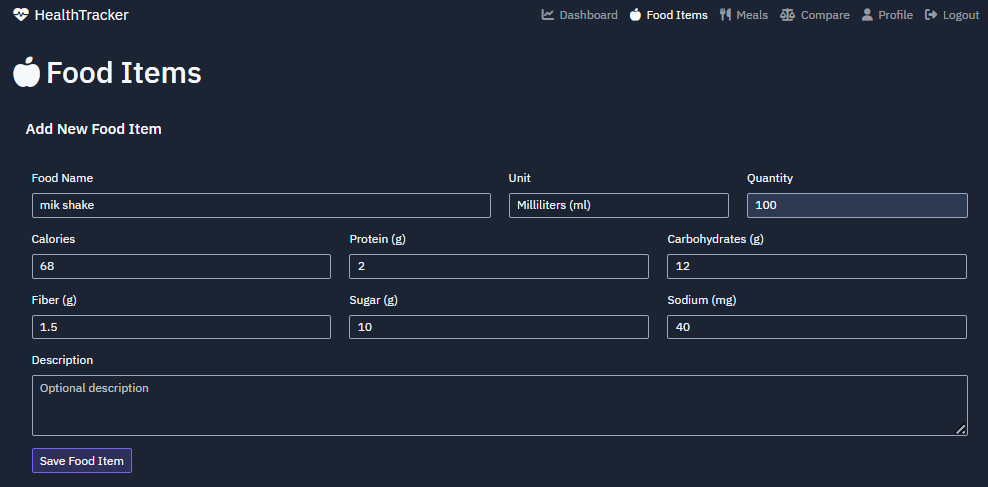 HealthTracker Dashboard Food Items Meals Compare Profile Logout
Food Items
Add New Food Item
Food Name Unit Quantity
mik shake Milliliters (ml) 100
Calories Protein (g) Carbohydrates (g)
68 2 12
Fiber (g) Sugar (g) Sodium (mg)
1.5 10 40
Description
Optional description
Save Food Item